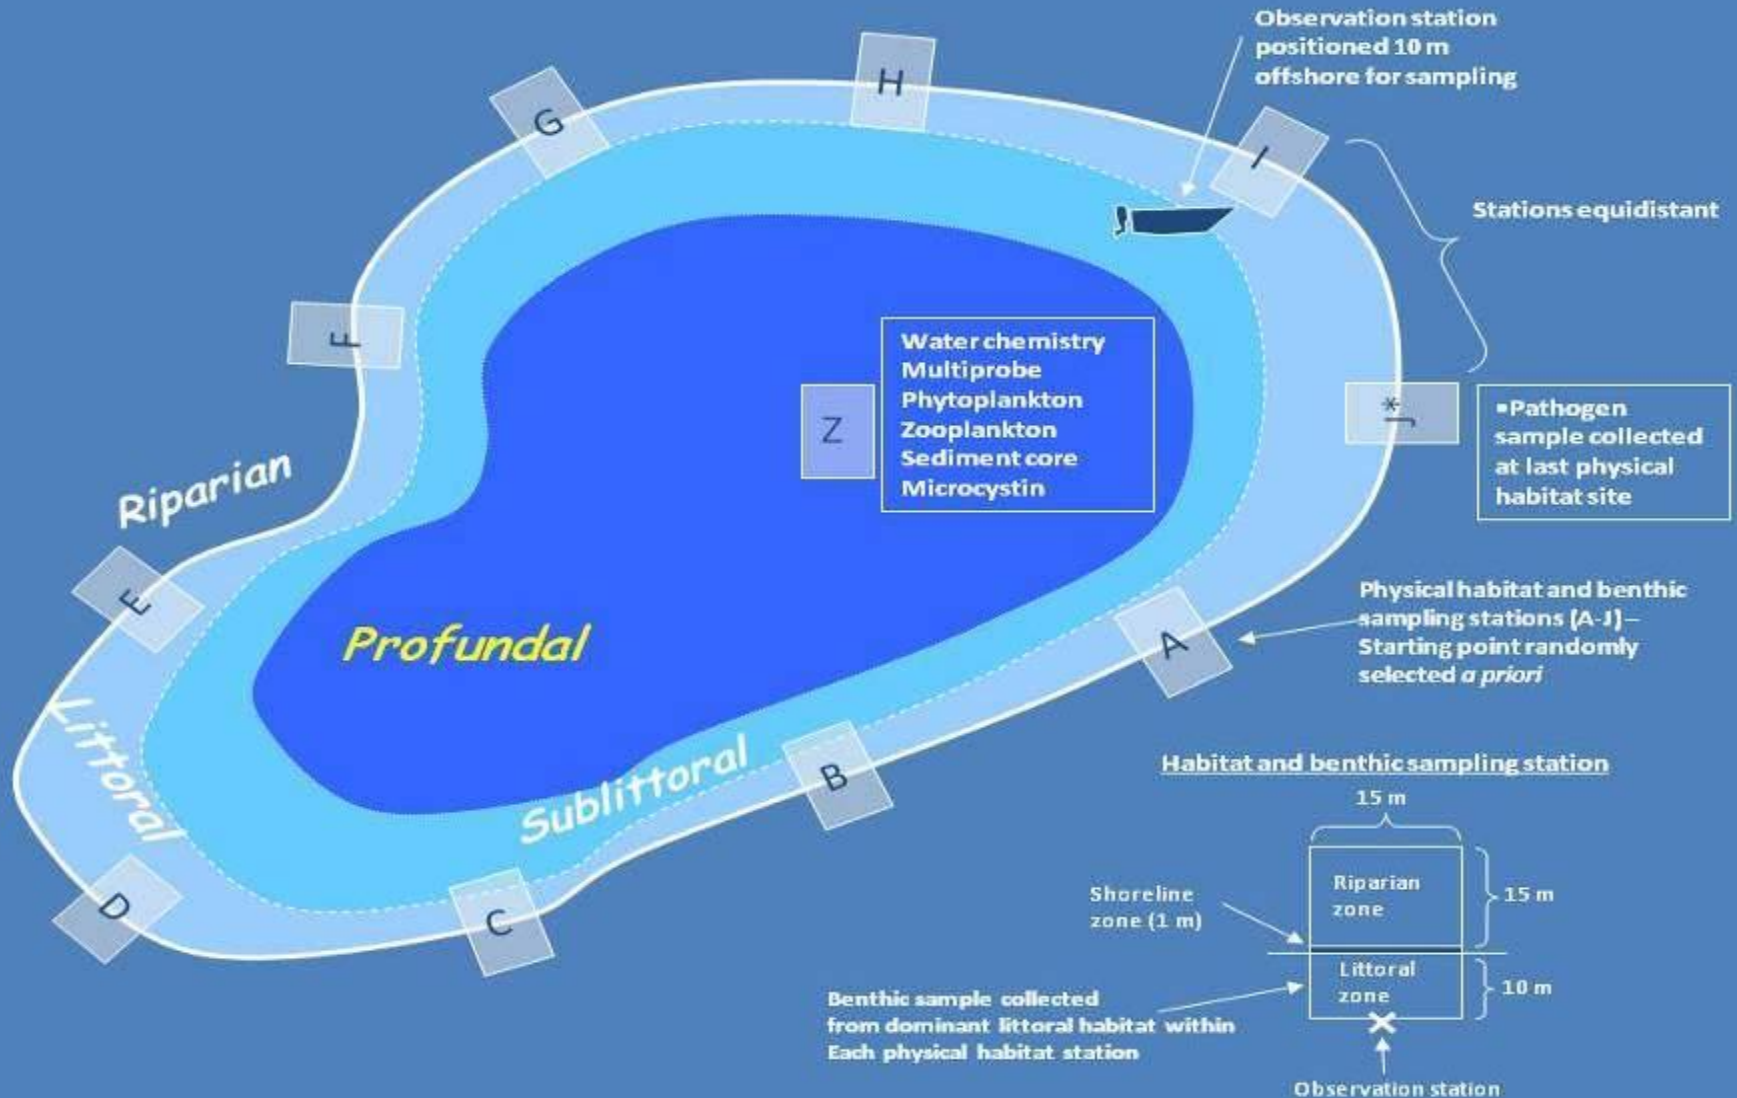 Observation station
positioned 10 m
offshore for sampling
H
G
I
Stations equidistant
F
Z
Water chemistry
Multiprobe
Phytoplankton
Zooplankton
Sediment core
Microcystin
J*
▪Pathogen
sample collected
at last physical
habitat site
Riparian
E
Profundal
A
Physical habitat and benthic
sampling stations (A-J)–
Starting point randomly
selected a priori
Littoral
Sublittoral
B
D
C
Habitat and benthic sampling station
15 m
Riparian
zone
15 m
Shoreline
zone (1 m)
Littoral
zone
10 m
Benthic sample collected
from dominant littoral habitat within
Each physical habitat station
Observation station